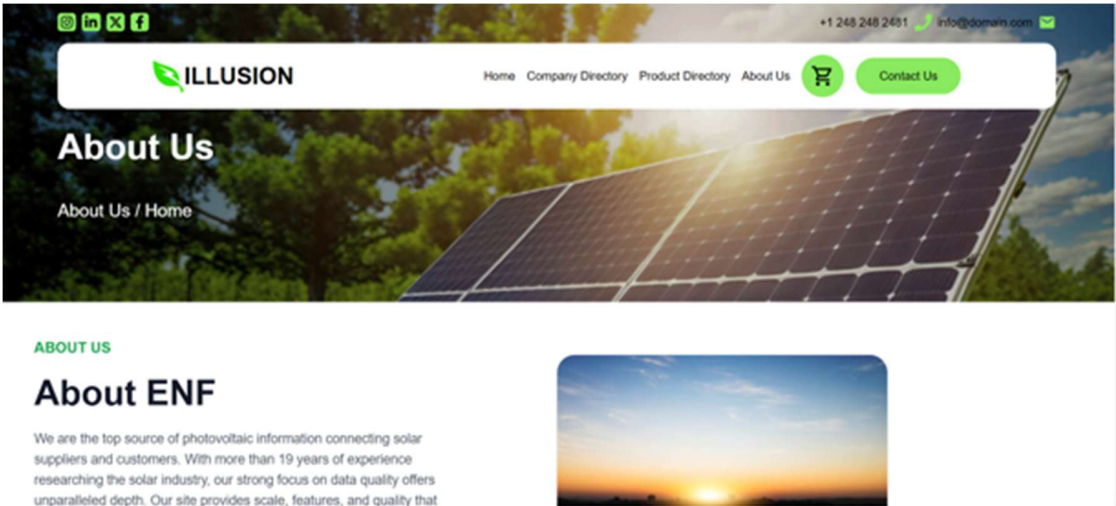 +1 248 248 2481 info@domain.com
ILLUSION
Home Company Directory Product Directory About Us Contact Us
About Us
About Us / Home
ABOUT US
About ENF
We are the top source of photovoltaic information connecting solar
suppliers and customers. With more than 19 years of experience
researching the solar industry, our strong focus on data quality offers
unparalleled depth. Our site provides scale, features, and quality that